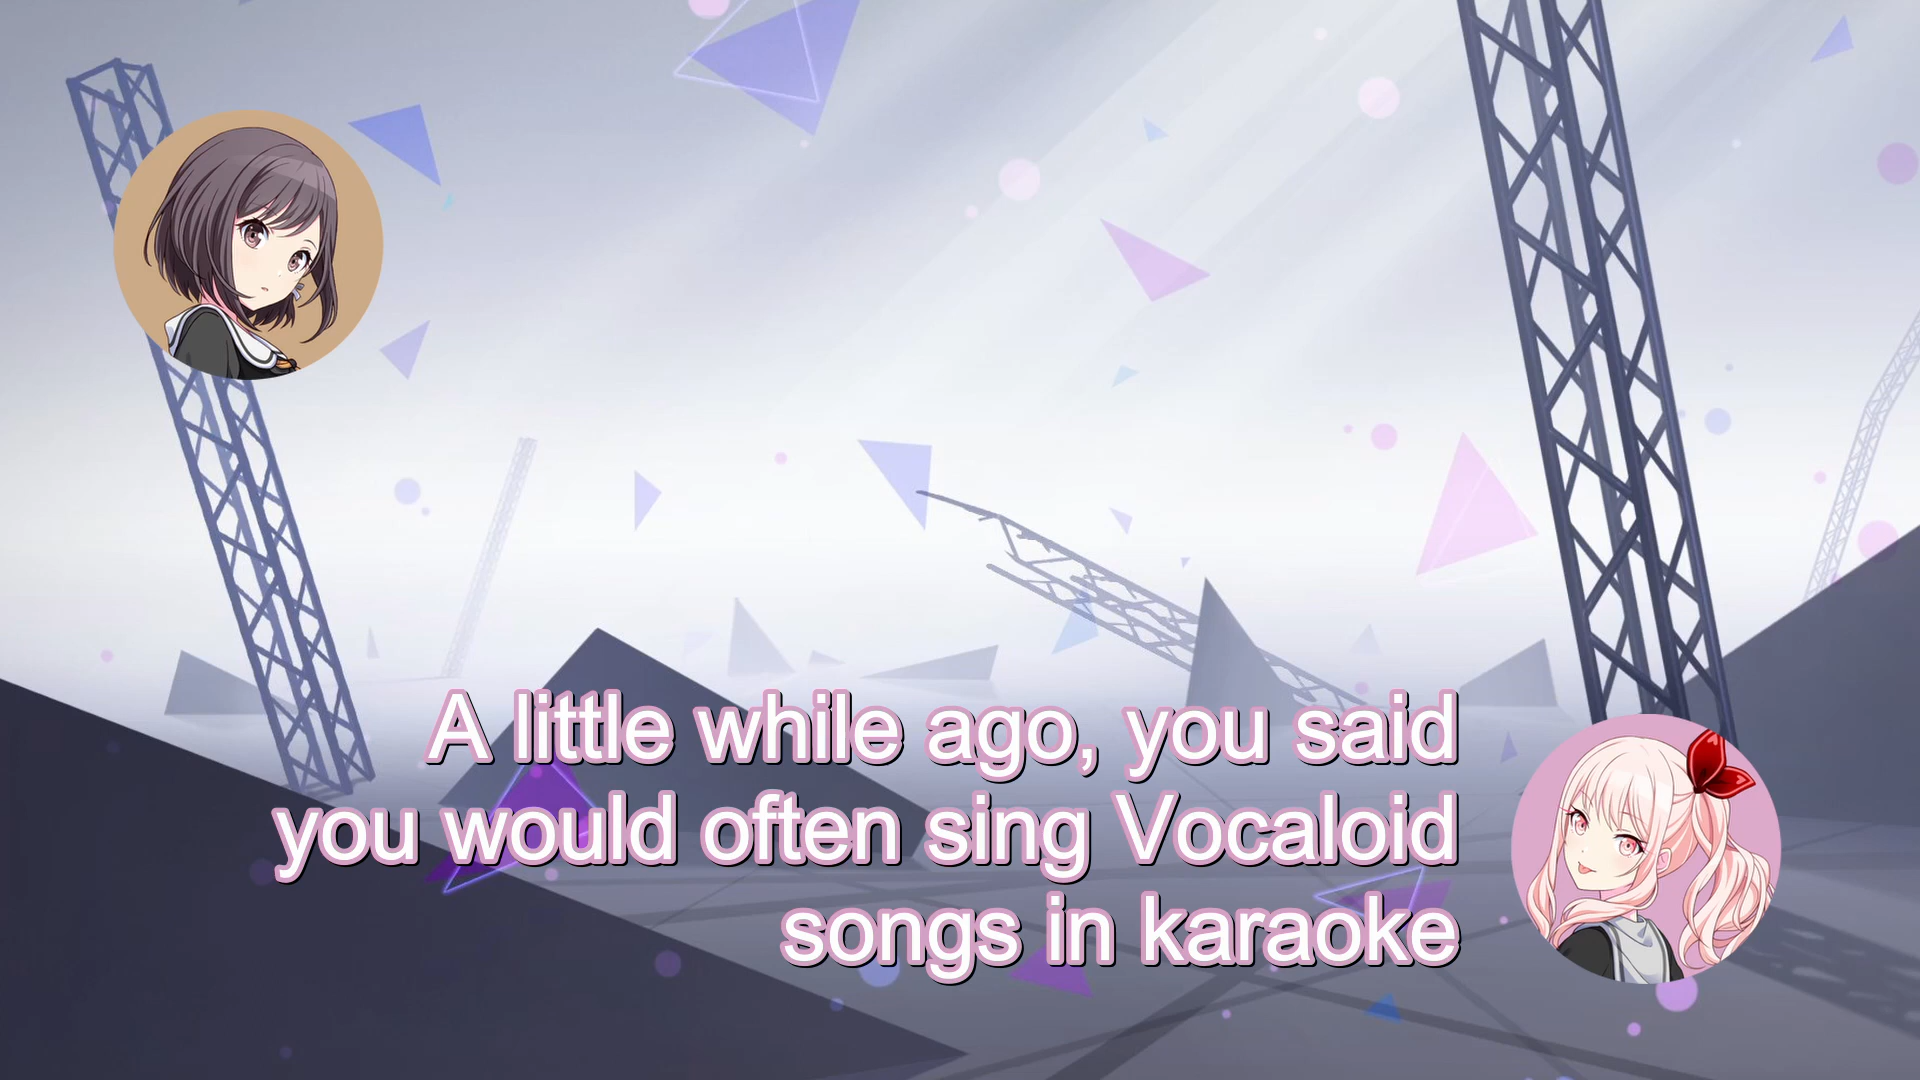 A little while ago, you said
you would often sing Vocaloid
songs in karaoke